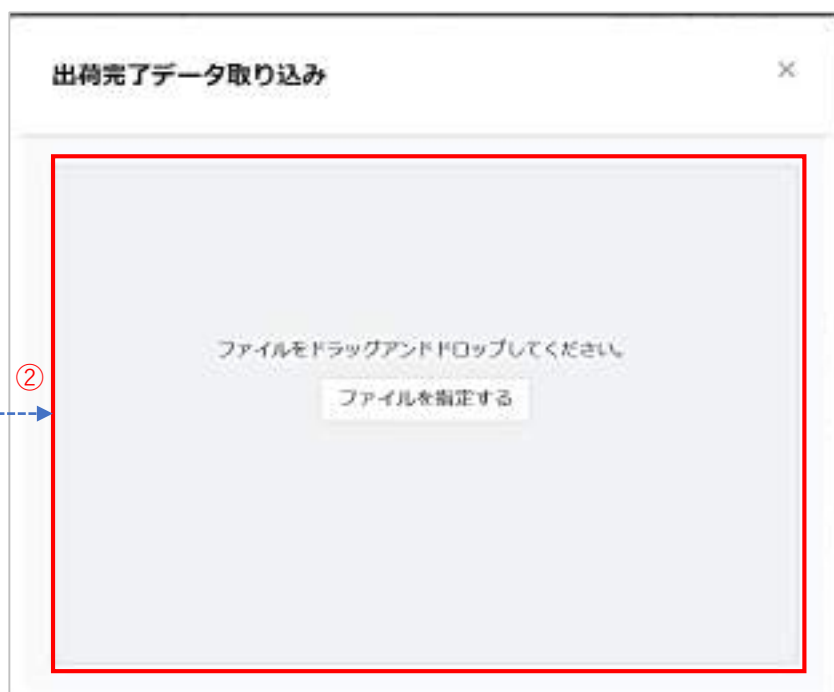 出荷完了データ取り込み ×
②
ファイルをドラッグアンドドロップしてください。
ファイルを指定する